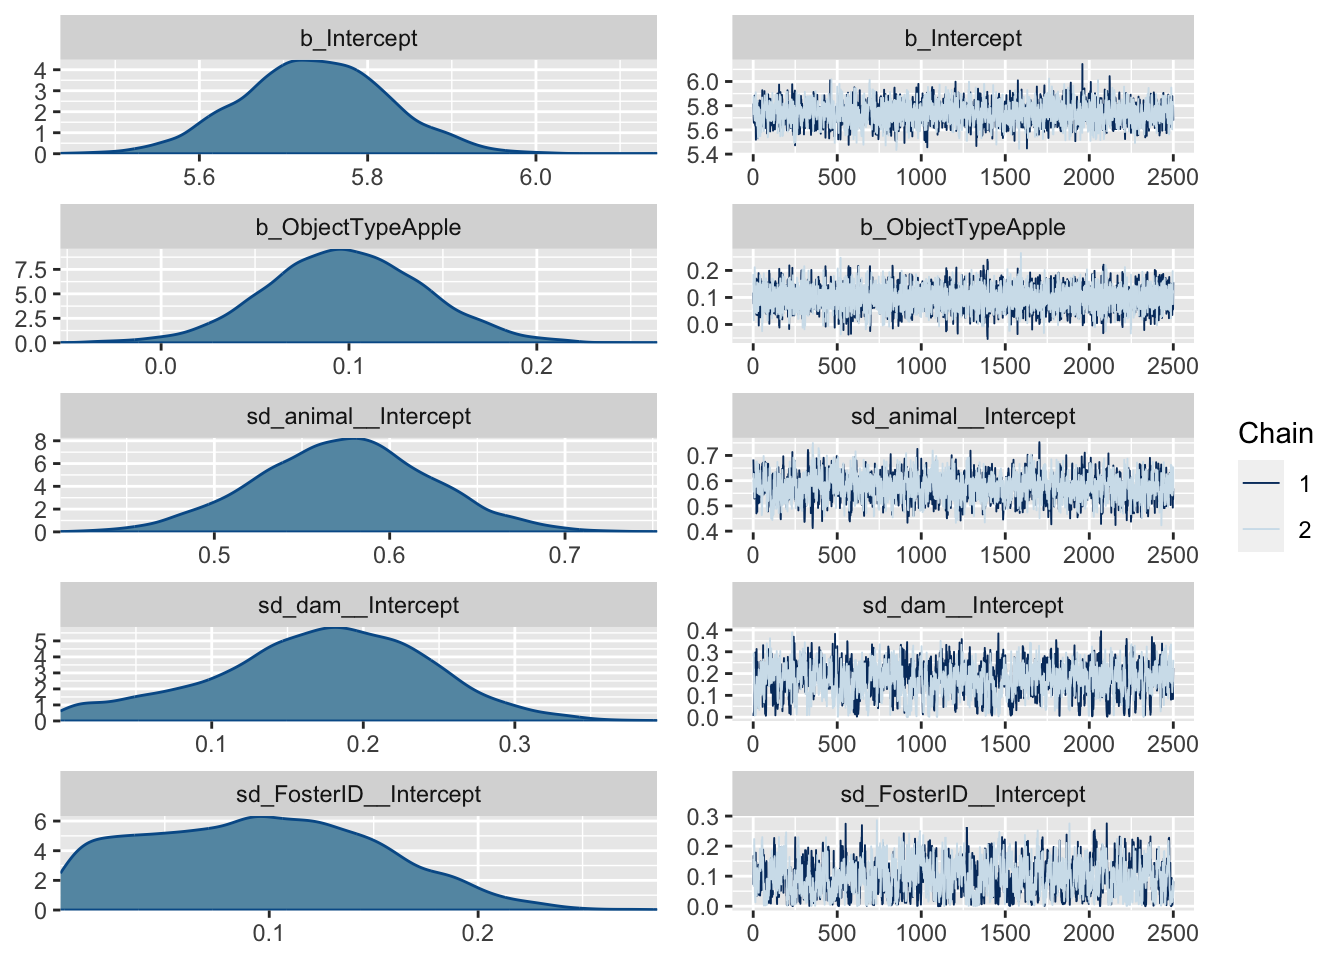 b_Intercept
4
3
2
1
0
5.6 5.8 6.0
b_Intercept
6.0
5.8
5.6
5.4
0 500 1000 1500 2000 2500
b_ObjectTypeApple
7.5
5.0
2.5
0.0
0.0 0.1 0.2
b_ObjectTypeApple
0.2
0.1
0.0
0 500 1000 1500 2000 2500
sd_animal__Intercept
8
6
4
2
0
0.5 0.6 0.7
sd_animal__Intercept
0.7
0.6
0.5
0.4
0 500 1000 1500 2000 2500
sd_dam__Intercept
5
4
3
2
1
0
0.1 0.2 0.3
sd_dam__Intercept
0.4
0.3
0.2
0.1
0.0
0 500 1000 1500 2000 2500
sd_FosterID__Intercept
6
4
2
0
0.1 0.2
sd_FosterID__Intercept
0.3
0.2
0.1
0.0
0 500 1000 1500 2000 2500
Chain
1
2